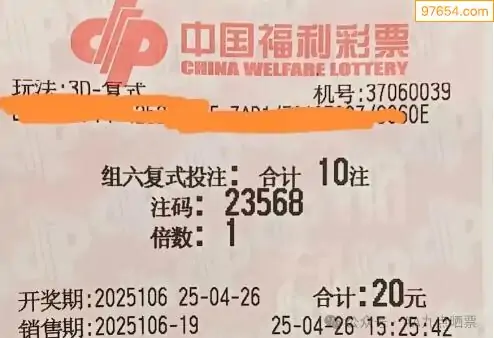 97654.com
中国福利彩票
CHINA WELFARE LOTTERY
玩法:3D-复式 机号:37060039
组六复式投注: 合计 10注
注码: 23568
倍数: 1
开奖期:2025106 25-04-26 合计:20元
销售期:2025106-19 25-04-26 15:25:42